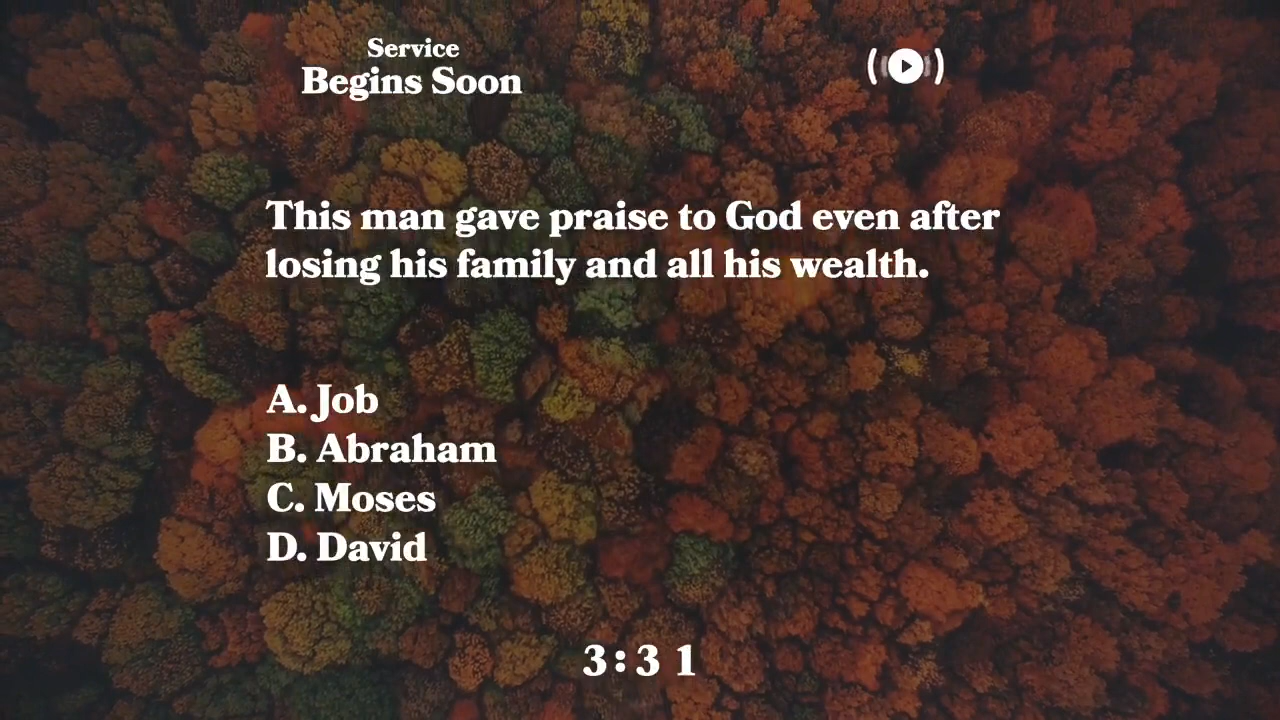 Service
Begins Soon
This man gave praise to God even after
losing his family and all his wealth.
A. Job
B. Abraham
C. Moses
D. David
3:31